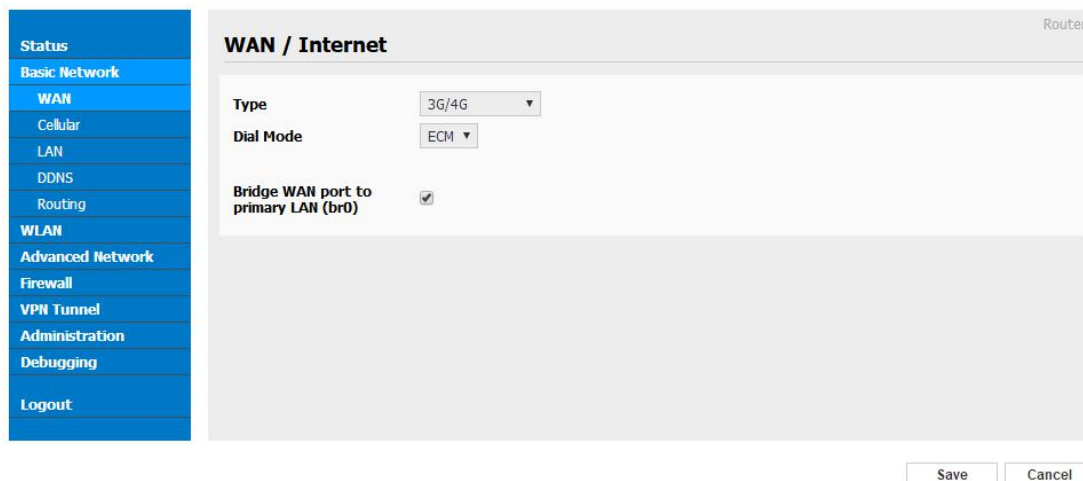 Router
Status
Basic Network
WAN
Cellular
LAN
DDNS
Routing
WLAN
Advanced Network
Firewall
VPN Tunnel
Administration
Debugging
Logout
WAN / Internet
Type 3G/4G
Dial Mode ECM
Bridge WAN port to
primary LAN (br0)
Save Cancel